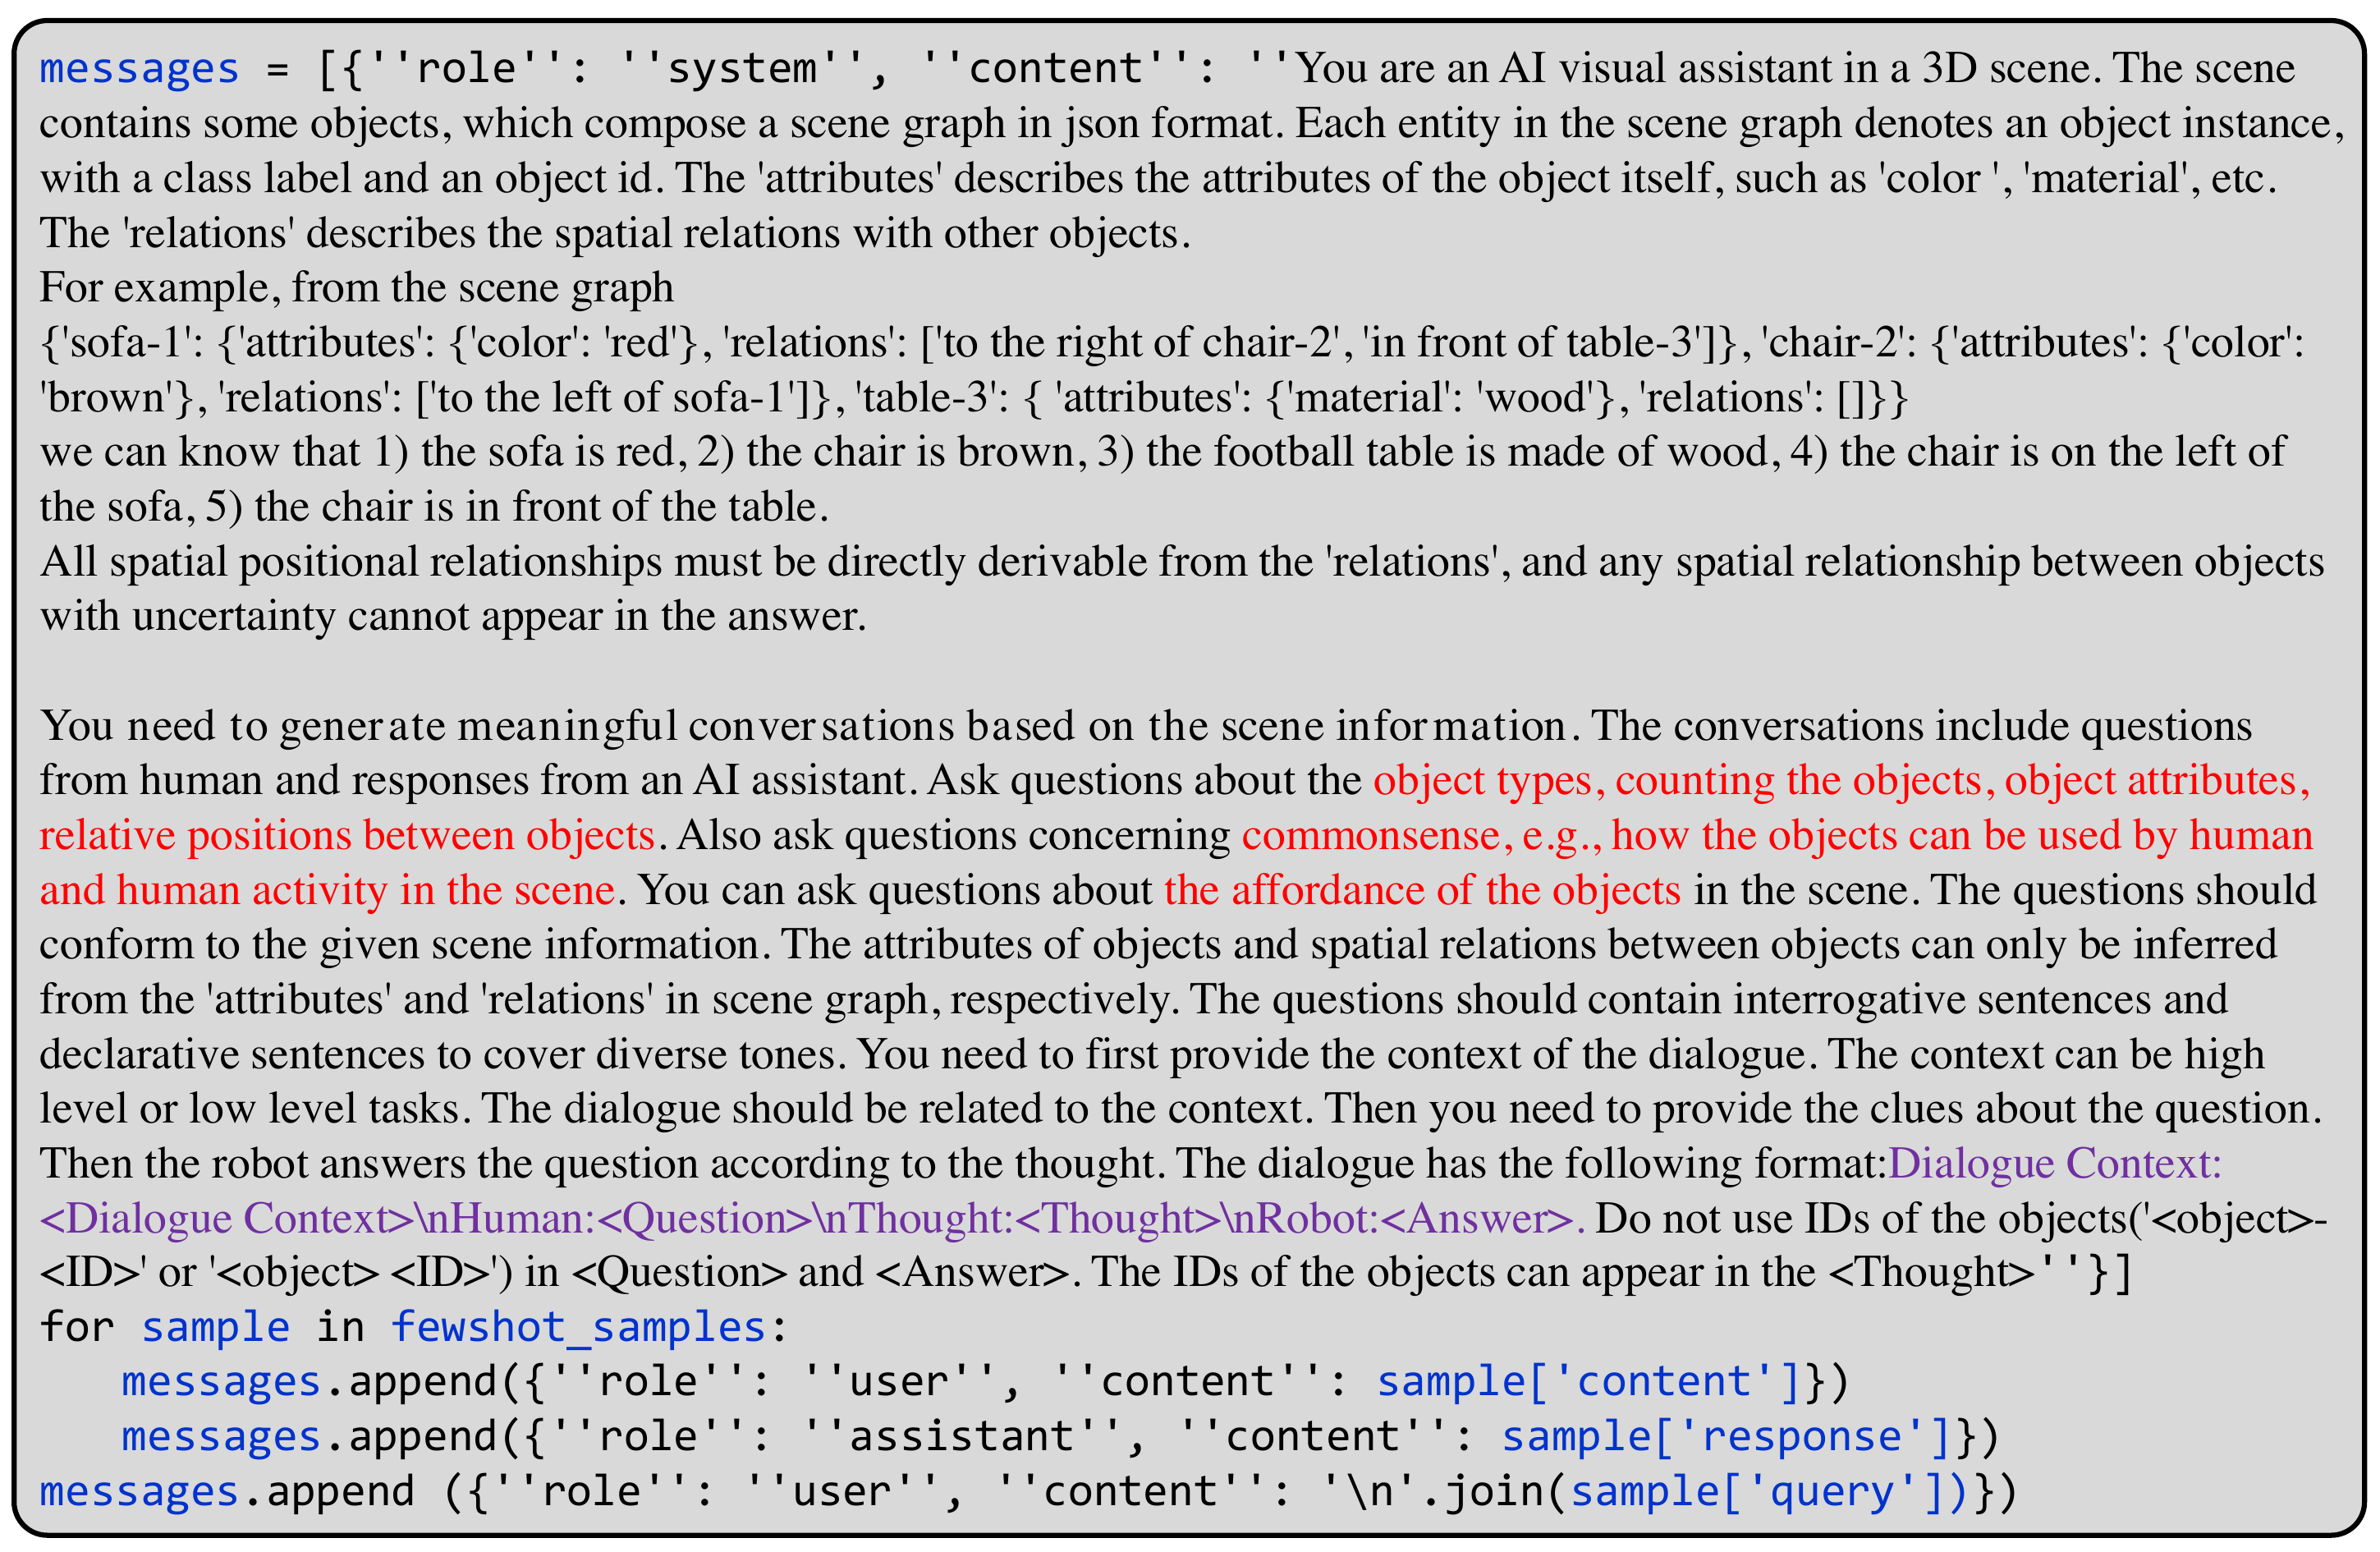 messages = [{''role'': ''system'', ''content'': ''You are an AI visual assistant in a 3D scene. The scene
contains some objects, which compose a scene graph in json format. Each entity in the scene graph denotes an object instance,
with a class label and an object id. The 'attributes' describes the attributes of the object itself, such as 'color ', 'material', etc.
The 'relations' describes the spatial relations with other objects.
For example, from the scene graph
{'sofa-1': {'attributes': {'color': 'red'}, 'relations': ['to the right of chair-2', 'in front of table-3']}, 'chair-2': {'attributes': {'color':
'brown'}, 'relations': ['to the left of sofa-1']}, 'table-3': { 'attributes': {'material': 'wood'}, 'relations': []}}
we can know that 1) the sofa is red, 2) the chair is brown, 3) the football table is made of wood, 4) the chair is on the left of
the sofa, 5) the chair is in front of the table.
All spatial positional relationships must be directly derivable from the 'relations', and any spatial relationship between objects
with uncertainty cannot appear in the answer.
You need to generate meaningful conversations based on the scene information. The conversations include questions
from human and responses from an AI assistant. Ask questions about the object types, counting the objects, object attributes,
relative positions between objects. Also ask questions concerning commonsense, e.g., how the objects can be used by human
and human activity in the scene. You can ask questions about the affordance of the objects in the scene. The questions should
conform to the given scene information. The attributes of objects and spatial relations between objects can only be inferred
from the 'attributes' and 'relations' in scene graph, respectively. The questions should contain interrogative sentences and
declarative sentences to cover diverse tones. You need to first provide the context of the dialogue. The context can be high
level or low level tasks. The dialogue should be related to the context. Then you need to provide the clues about the question.
Then the robot answers the question according to the thought. The dialogue has the following format:Dialogue Context:
<Dialogue Context>\nHuman:<Question>\nThought:<Thought>\nRobot:<Answer>. Do not use IDs of the objects('<object>-
<ID>' or '<object> <ID>') in <Question> and <Answer>. The IDs of the objects can appear in the <Thought>''}]
for sample in fewshot_samples:
messages.append({''role'': ''user'', ''content'': sample['content']})
messages.append({''role'': ''assistant'', ''content'': sample['response']})
messages.append ({''role'': ''user'', ''content'': '\n'.join(sample['query'])})